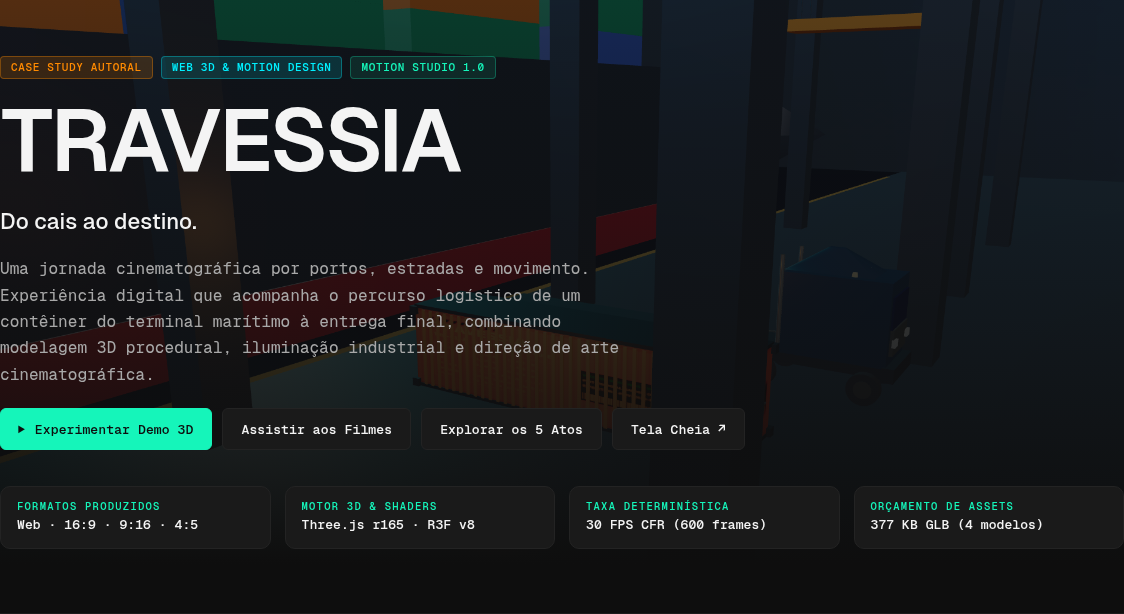 CASE STUDY AUTORAL
WEB 3D & MOTION DESIGN
MOTION STUDIO 1.0
TRAVESSIA
Do cais ao destino.
Uma jornada cinematográfica por portos, estradas e movimento.
Experiência digital que acompanha o percurso logístico de um
contêiner do terminal marítimo à entrega final, combinando
modelagem 3D procedural, iluminação industrial e direção de arte
cinematográfica.
▶ Experimentar Demo 3D
Assistir aos Filmes
Explorar os 5 Atos
Tela Cheia ↗
FORMATOS PRODUZIDOS
Web · 16:9 · 9:16 · 4:5
MOTOR 3D & SHADERS
Three.js r165 · R3F v8
TAXA DETERMINÍSTICA
30 FPS CFR (600 frames)
ORÇAMENTO DE ASSETS
377 KB GLB (4 modelos)